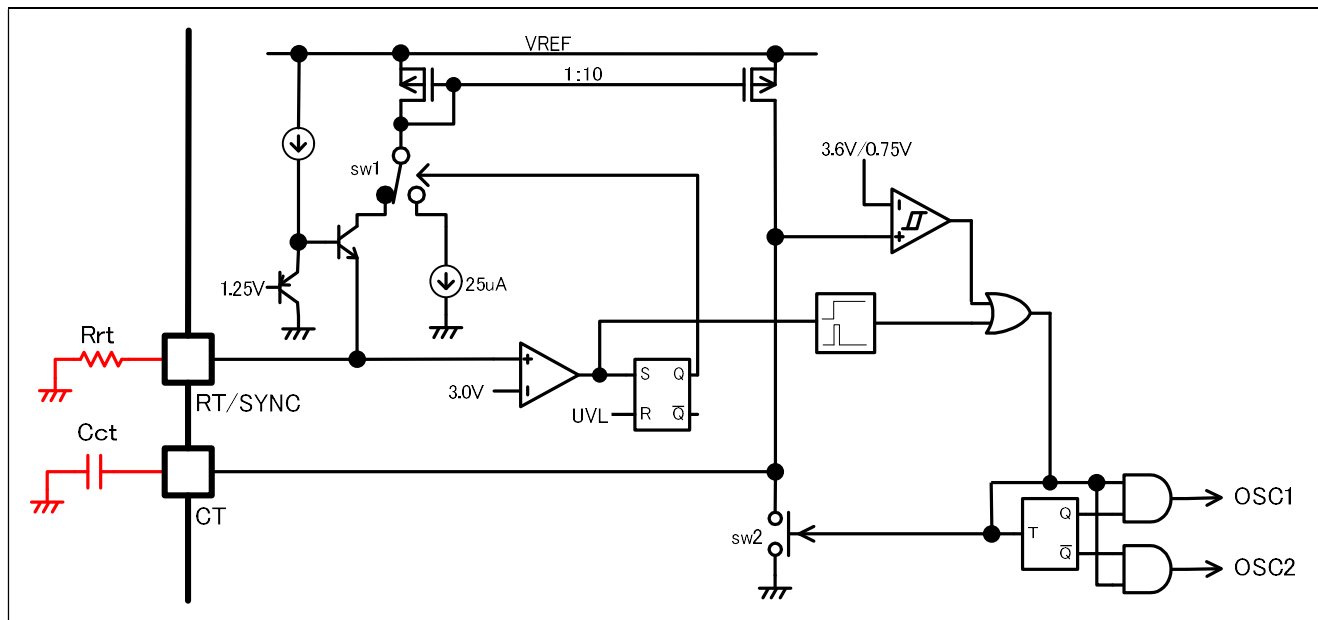 VREF
1:10
3.6V/0.75V
sw1
1.25V
25uA
Rrt
RT/SYNC
3.0V
S Q
UVL R Q̅
Cct
CT
sw2
T Q
Q̅
OSC1
OSC2